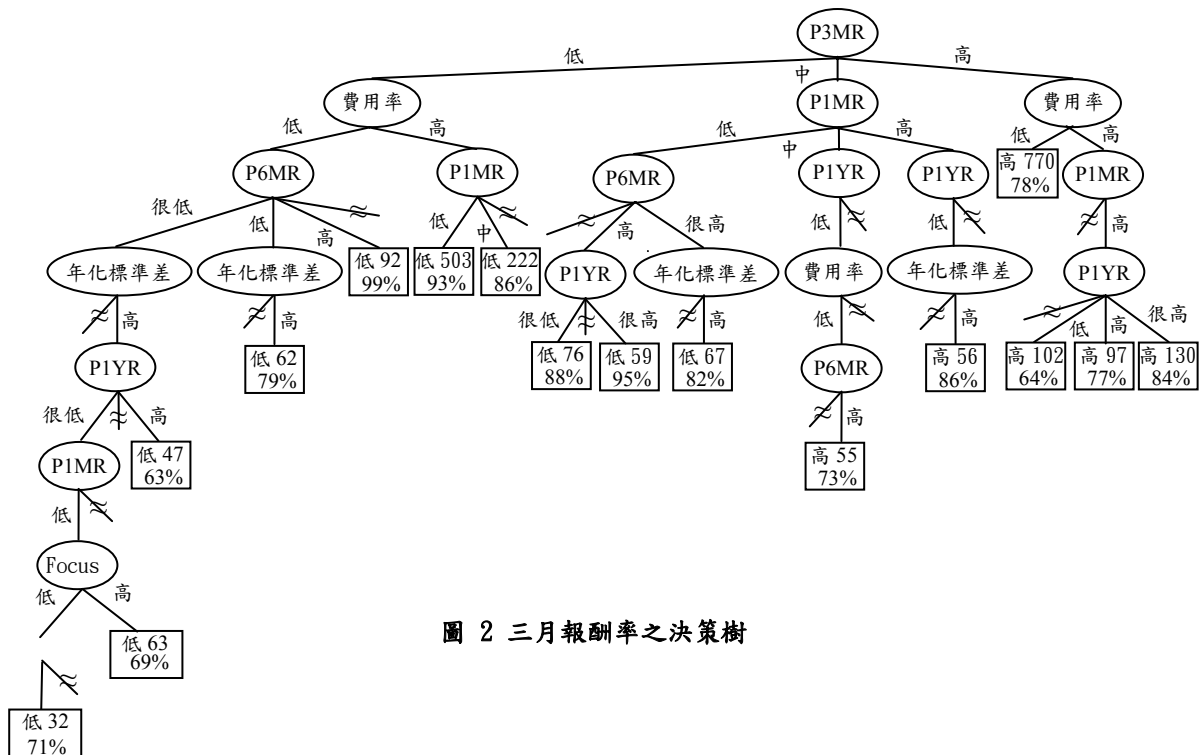 P3MR
低 中 高
費用率 P1MR 費用率
低 高 低 中 高 低 高
P6MR P1MR P6MR P1YR P1YR 高 770 P1MR
78%
很低 低 高 低 中 高 很高 低 低 高
年化標準差 年化標準差 低 92 低 503 低 222 P1YR 年化標準差 費用率 年化標準差 P1YR
99% 93% 86%
高 高 很低 很高 高 低 高 低 高 很高
P1YR 低 62 低 76 低 59 低 67 P6MR 高 56 高 102 高 97 高 130
79% 88% 95% 82% 86% 64% 77% 84%
很低 高 高
P1MR 低 47 高 55
63% 73%
低
Focus
低 高
低 63
69%
圖 2 三月報酬率之決策樹
低 32
71%